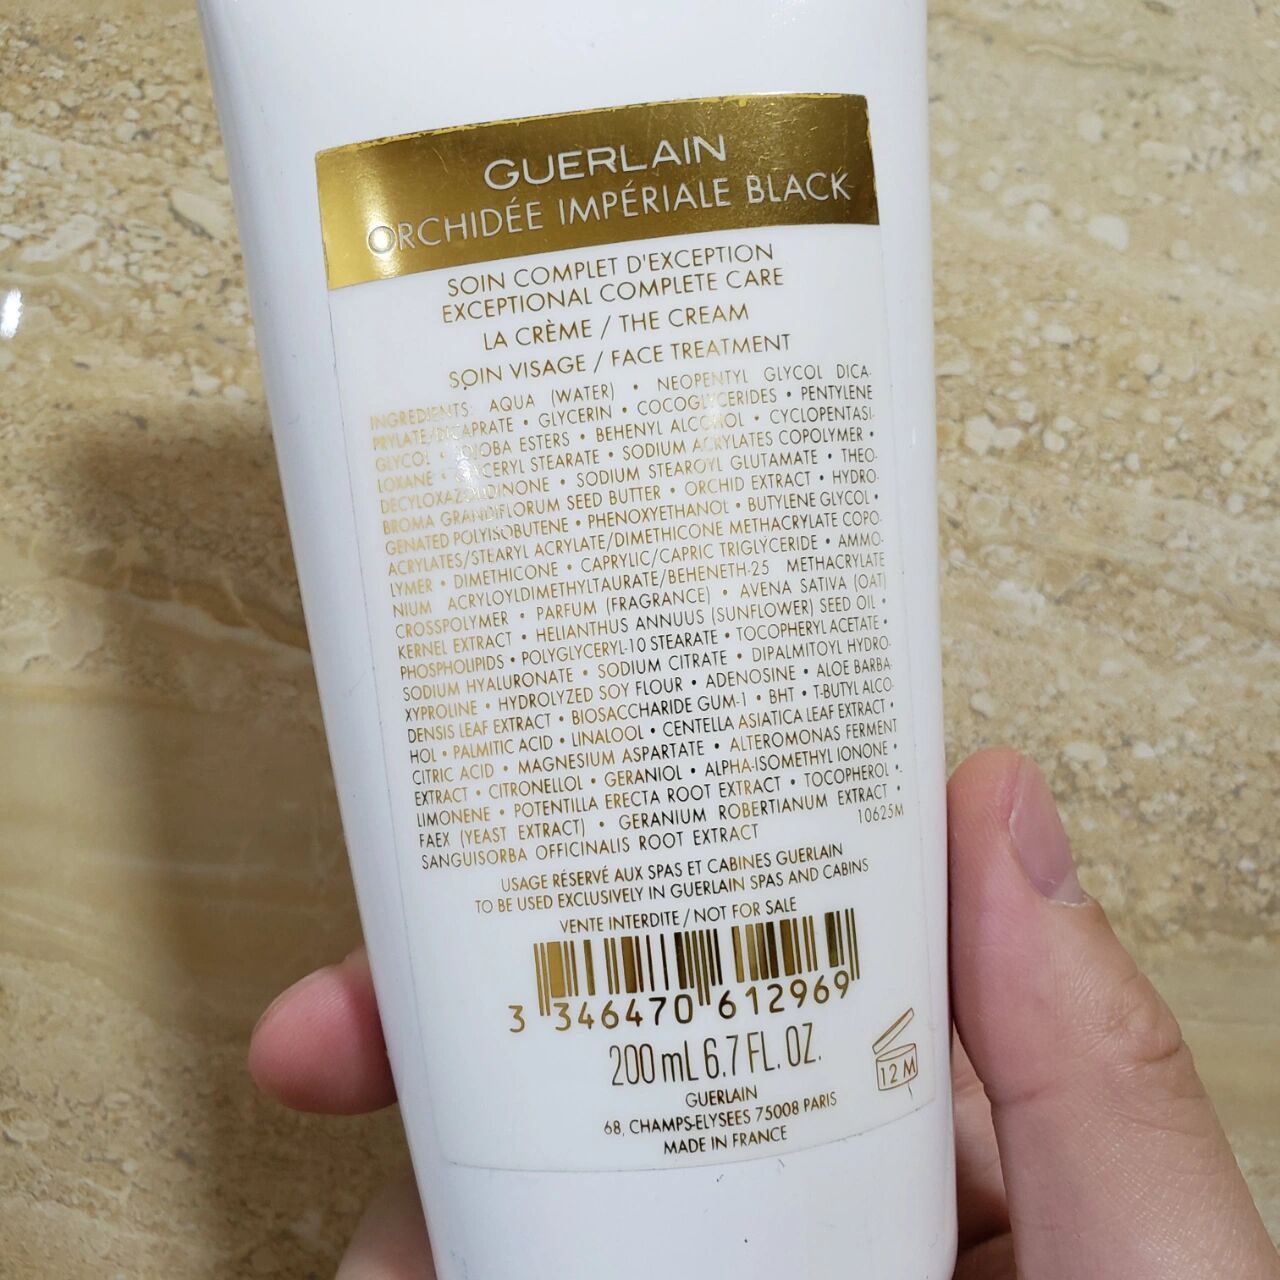 GUERLAIN
ORCHIDÉE IMPÉRIALE BLACK
SOIN COMPLET D'EXCEPTION
EXCEPTIONAL COMPLETE CARE
LA CRÈME / THE CREAM
SOIN VISAGE / FACE TREATMENT
INGREDIENTS: AQUA (WATER) • NEOPENTYL GLYCOL DICA-
PRYLATE/DICAPRATE • GLYCERIN • COCOGLYCERIDES • PENTYLENE
GLYCOL • JOJOBA ESTERS • BEHENYL ALCOHOL • CYCLOPENTASI-
LOXANE • GLYCERYL STEARATE • SODIUM ACRYLATES COPOLYMER •
DECYLOXAZOLIDINONE • SODIUM STEAROYL GLUTAMATE • THEO-
BROMA GRANDIFLORUM SEED BUTTER • ORCHID EXTRACT • HYDRO-
GENATED POLYISOBUTENE • PHENOXYETHANOL • BUTYLENE GLYCOL •
ACRYLATES/STEARYL ACRYLATE/DIMETHICONE METHACRYLATE COPO-
LYMER • DIMETHICONE • CAPRYLIC/CAPRIC TRIGLYCERIDE • AMMO-
NIUM ACRYLOYLDIMETHYLTAURATE/BEHENETH-25 METHACRYLATE
CROSSPOLYMER • PARFUM (FRAGRANCE) • AVENA SATIVA (OAT)
KERNEL EXTRACT • HELIANTHUS ANNUUS (SUNFLOWER) SEED OIL •
PHOSPHOLIPIDS • POLYGLYCERYL-10 STEARATE • TOCOPHERYL ACETATE •
SODIUM HYALURONATE • SODIUM CITRATE • DIPALMITOYL HYDRO-
XYPROLINE • HYDROLYZED SOY FLOUR • ADENOSINE • ALOE BARBA-
DENSIS LEAF EXTRACT • BIOSACCHARIDE GUM-1 • BHT • T-BUTYL ALCO-
HOL • PALMITIC ACID • LINALOOL • CENTELLA ASIATICA LEAF EXTRACT •
CITRIC ACID • MAGNESIUM ASPARTATE • ALTEROMONAS FERMENT
EXTRACT • CITRONELLOL • GERANIOL • ALPHA-ISOMETHYL IONONE •
LIMONENE • POTENTILLA ERECTA ROOT EXTRACT • TOCOPHEROL •
FAEX (YEAST EXTRACT) • GERANIUM ROBERTIANUM EXTRACT •
SANGUISORBA OFFICINALIS ROOT EXTRACT 10625M
USAGE RÉSERVÉ AUX SPAS ET CABINES GUERLAIN
TO BE USED EXCLUSIVELY IN GUERLAIN SPAS AND CABINS
VENTE INTERDITE / NOT FOR SALE
3 346470 612969
200 mL 6.7 FL. OZ.
12 M
GUERLAIN
68, CHAMPS-ELYSEES 75008 PARIS
MADE IN FRANCE